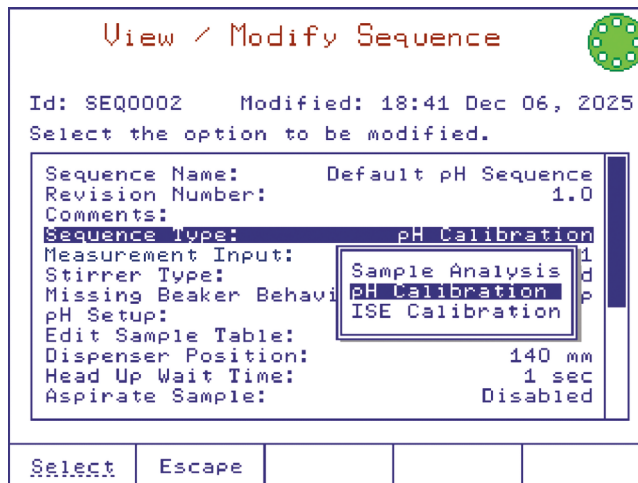 View / Modify Sequence
Id: SEQ0002 Modified: 18:41 Dec 06, 2025
Select the option to be modified.
Sequence Name: Default pH Sequence
Revision Number: 1.0
Comments:
Sequence Type: pH Calibration
Measurement Input: 1
Stirrer Type: d
Missing Beaker Behavi p
pH Setup:
Edit Sample Table:
Dispenser Position: 140 mm
Head Up Wait Time: 1 sec
Aspirate Sample: Disabled
Sample Analysis
pH Calibration
ISE Calibration
Select Escape